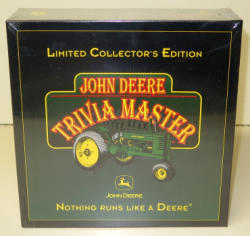 LIMITED COLLECTOR'S EDITION
JOHN DEERE
TRIVIA MASTER
JOHN DEERE
NOTHING RUNS LIKE A DEERE®